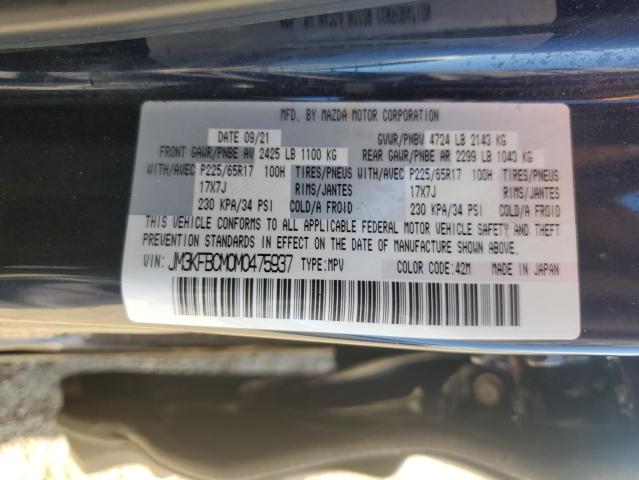 MFD. BY MAZDA MOTOR CORPORATION
DATE 09/21 GVWR/PNBV 4724 LB 2143 KG
FRONT GAWR/PNBE AV 2425 LB 1100 KG REAR GAWR/PNBE AR 2299 LB 1043 KG
WITH/AVEC P225/65R17 100H TIRES/PNEUS WITH/AVEC P225/65R17 100H TIRES/PNEUS
17X7J RIMS/JANTES 17X7J RIMS/JANTES
230 KPA/34 PSI COLD/A FROID 230 KPA/34 PSI COLD/A FROID
THIS VEHICLE CONFORMS TO ALL APPLICABLE FEDERAL MOTOR VEHICLE SAFETY AND THEFT
PREVENTION STANDARDS IN EFFECT ON THE DATE OF MANUFACTURE SHOWN ABOVE.
VIN: JM3KFBCM0M0475937 TYPE: MPV COLOR CODE: 42M MADE IN JAPAN